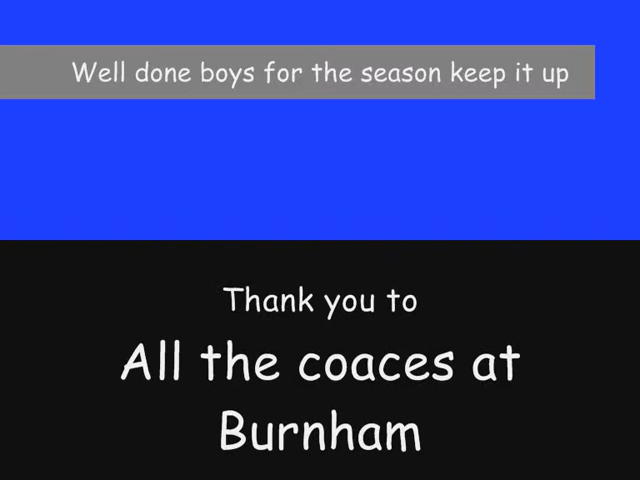 Well done boys for the season keep it up
Thank you to
All the coaces at
Burnham